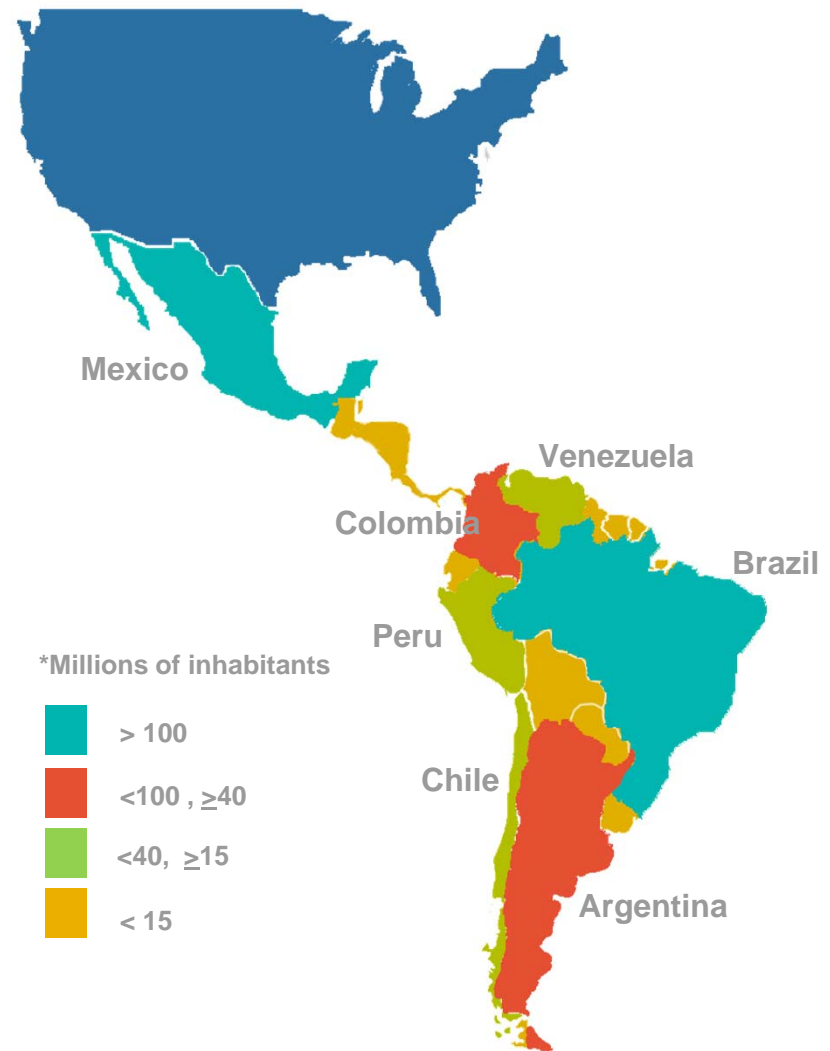 Mexico
Venezuela
Colombia
Brazil
Peru
*Millions of inhabitants
> 100
<100 , ≥40
Chile
<40, ≥15
Argentina
< 15